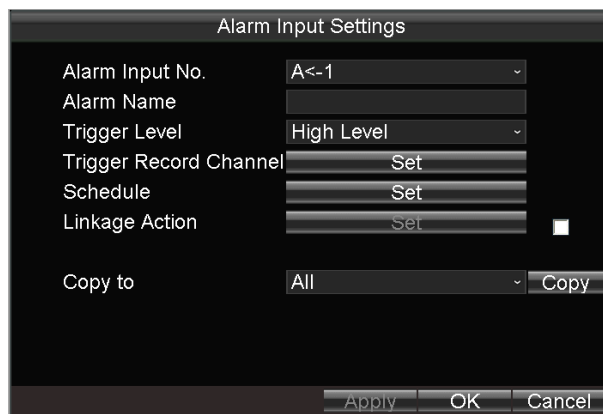 Alarm Input Settings
Alarm Input No. A<-1
Alarm Name
Trigger Level High Level
Trigger Record Channel Set
Schedule Set
Linkage Action Set
Copy to All Copy
Apply OK Cancel